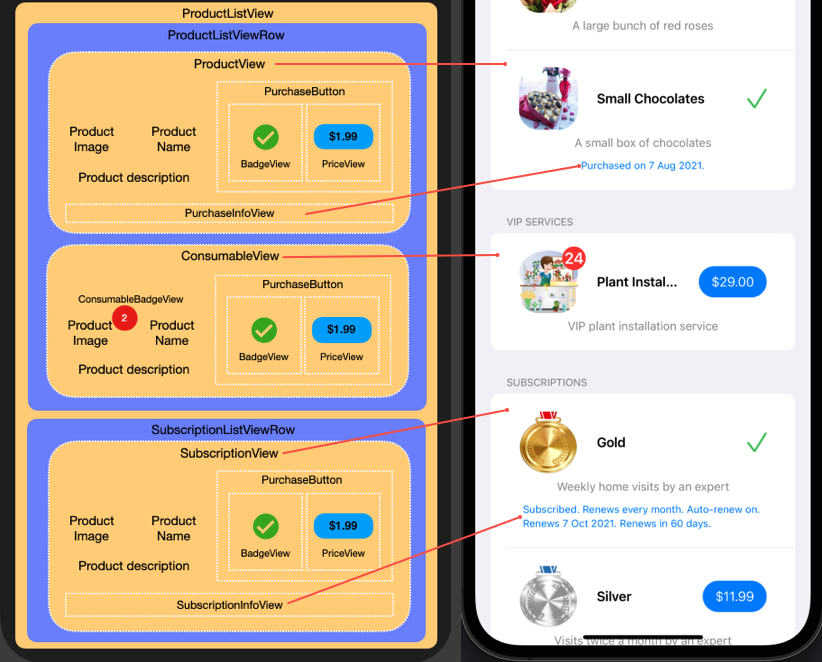 ProductListView
ProductListViewRow
ProductView
PurchaseButton
Product
Image
Product
Name
$1.99
BadgeView
PriceView
Product description
PurchaseInfoView
ConsumableView
PurchaseButton
ConsumableBadgeView
2
Product
Image
Product
Name
$1.99
BadgeView
PriceView
Product description
SubscriptionListViewRow
SubscriptionView
PurchaseButton
Product
Image
Product
Name
$1.99
BadgeView
PriceView
Product description
SubscriptionInfoView
A large bunch of red roses
Small Chocolates
A small box of chocolates
Purchased on 7 Aug 2021.
VIP SERVICES
24
Plant Instal...
$29.00
VIP plant installation service
SUBSCRIPTIONS
Gold
Weekly home visits by an expert
Subscribed. Renews every month. Auto-renew on.
Renews 7 Oct 2021. Renews in 60 days.
Silver
$11.99
Visits twice a month by an expert